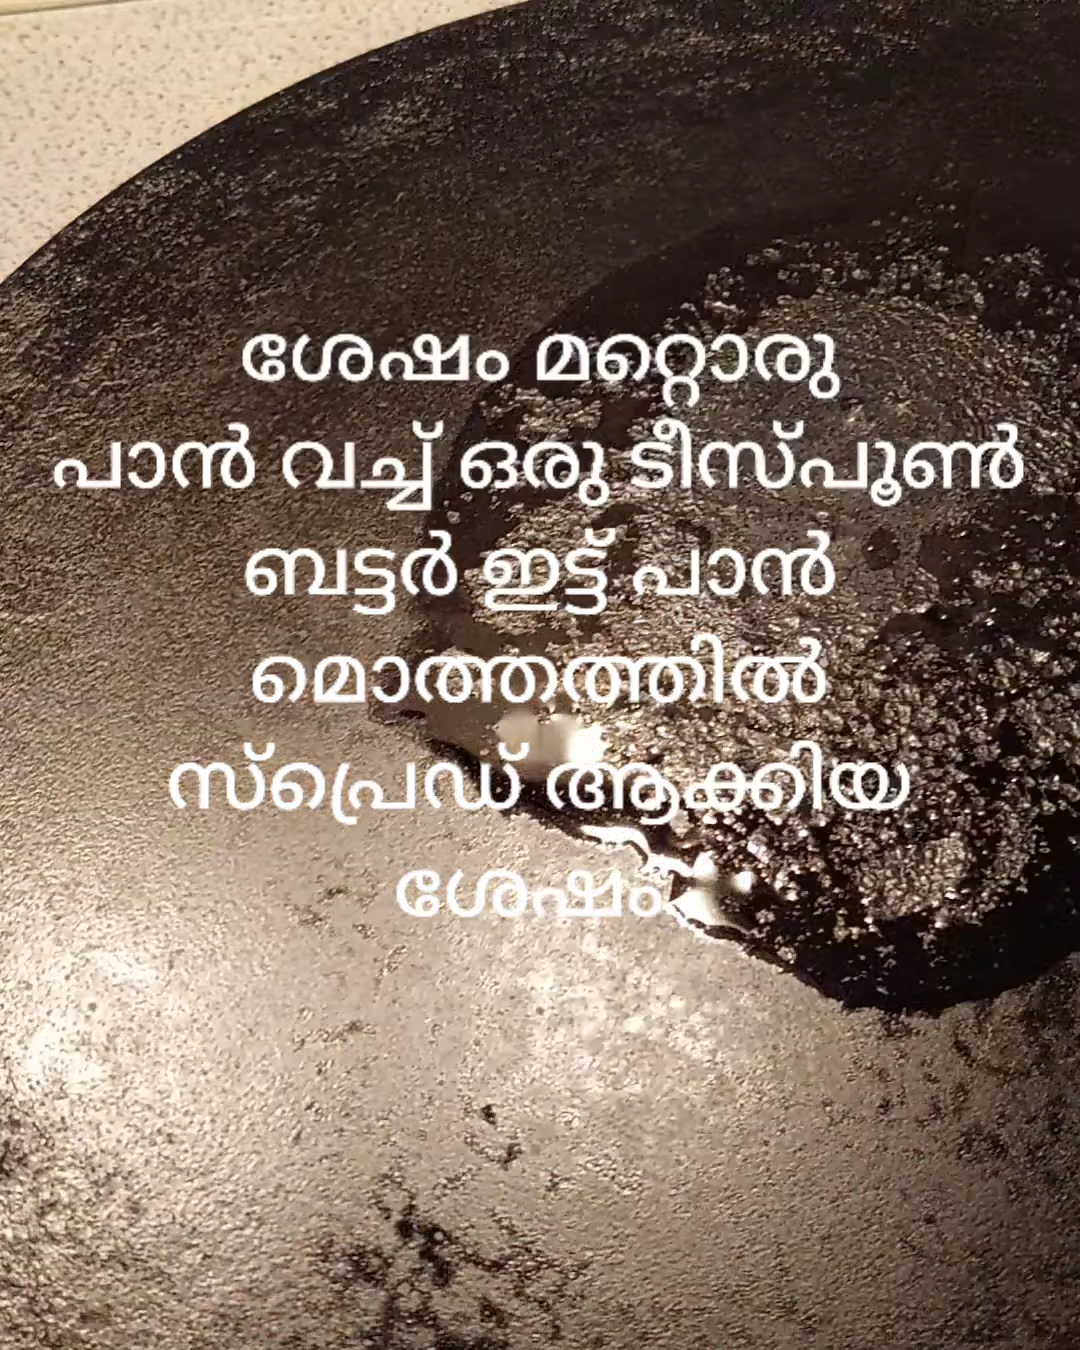 ശേഷം മറ്റൊരു
പാൻ വച്ച് ഒരു ടീസ്പൂൺ
ബട്ടർ ഇട്ട് പാൻ
മൊത്തത്തിൽ
സ്പ്രെഡ് ആക്കിയ
ശേഷം